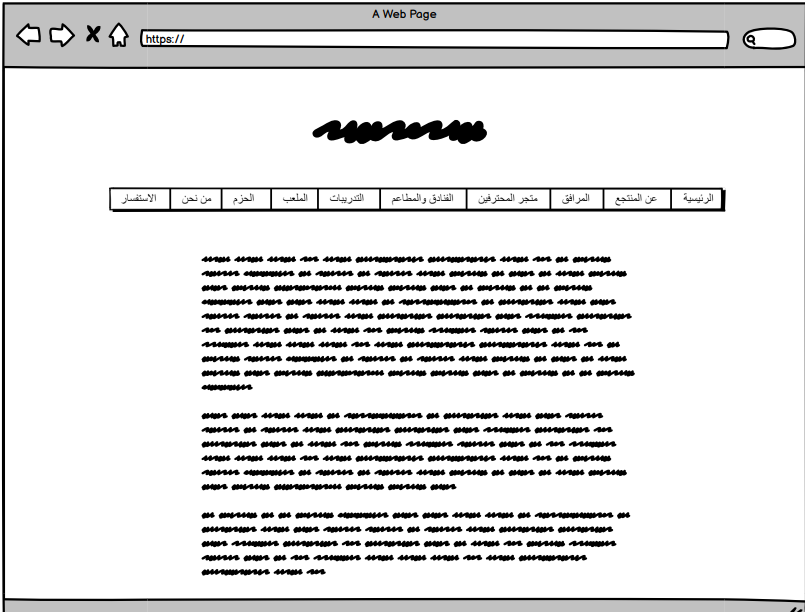 A Web Page
https://
الرئيسية عن المنتجع المرافق متجر المحترفين الفنادق والمطاعم التدريبات الملعب الحزم من نحن الاستفسار